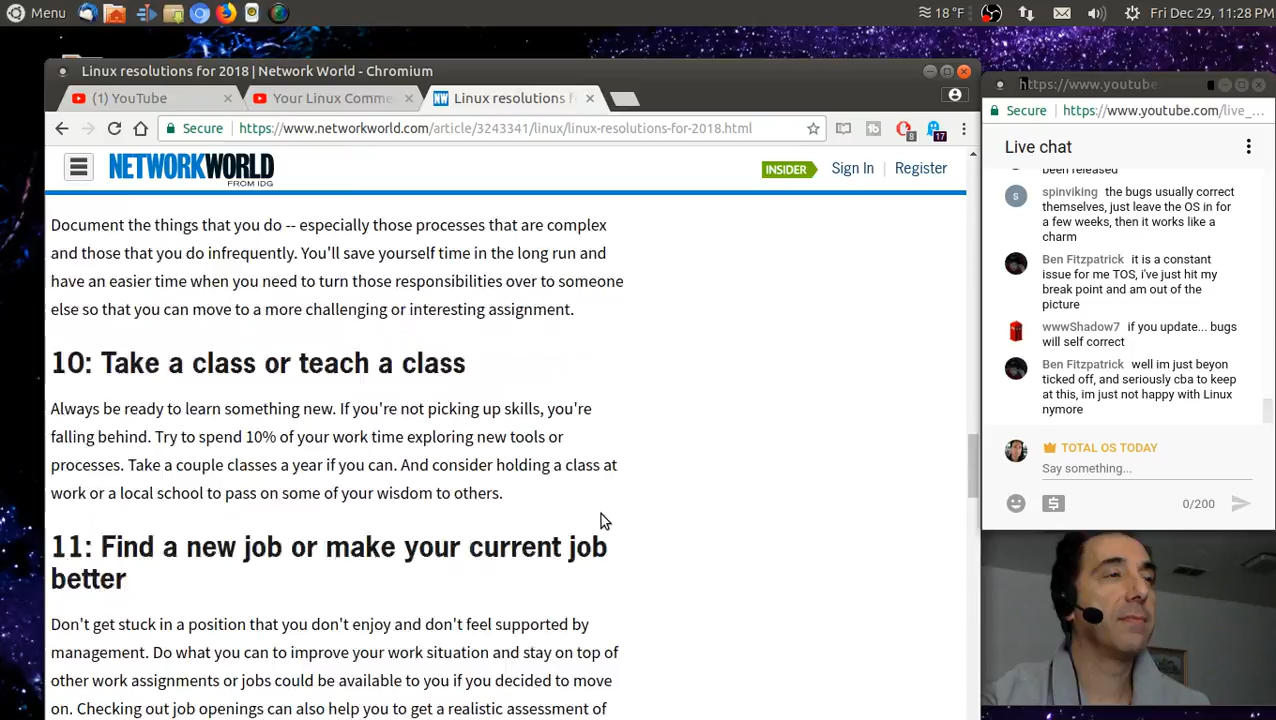 Menu
18 °F
Fri Dec 29, 11:28 PM
Linux resolutions for 2018 | Network World - Chromium
(1) YouTube
Your Linux Comme
Linux resolutions f
Secure
https://www.networkworld.com/article/3243341/linux/linux-resolutions-for-2018.html
8
17
NETWORKWORLD
FROM IDG
INSIDER
Sign In | Register
Document the things that you do -- especially those processes that are complex
and those that you do infrequently. You'll save yourself time in the long run and
have an easier time when you need to turn those responsibilities over to someone
else so that you can move to a more challenging or interesting assignment.
10: Take a class or teach a class
Always be ready to learn something new. If you're not picking up skills, you're
falling behind. Try to spend 10% of your work time exploring new tools or
processes. Take a couple classes a year if you can. And consider holding a class at
work or a local school to pass on some of your wisdom to others.
11: Find a new job or make your current job
better
Don't get stuck in a position that you don't enjoy and don't feel supported by
management. Do what you can to improve your work situation and stay on top of
other work assignments or jobs could be available to you if you decided to move
on. Checking out job openings can also help you to get a realistic assessment of
https://www.youtube.
Secure
https://www.youtube.com/live_...
Live chat
been released
s
spinviking the bugs usually correct
themselves, just leave the OS in for
a few weeks, then it works like a
charm
Ben Fitzpatrick it is a constant
issue for me TOS, i've just hit my
break point and am out of the
picture
wwwShadow7 if you update... bugs
will self correct
Ben Fitzpatrick well im just beyon
ticked off, and seriously cba to keep
at this, im just not happy with Linux
nymore
TOTAL OS TODAY
Say something...
0/200